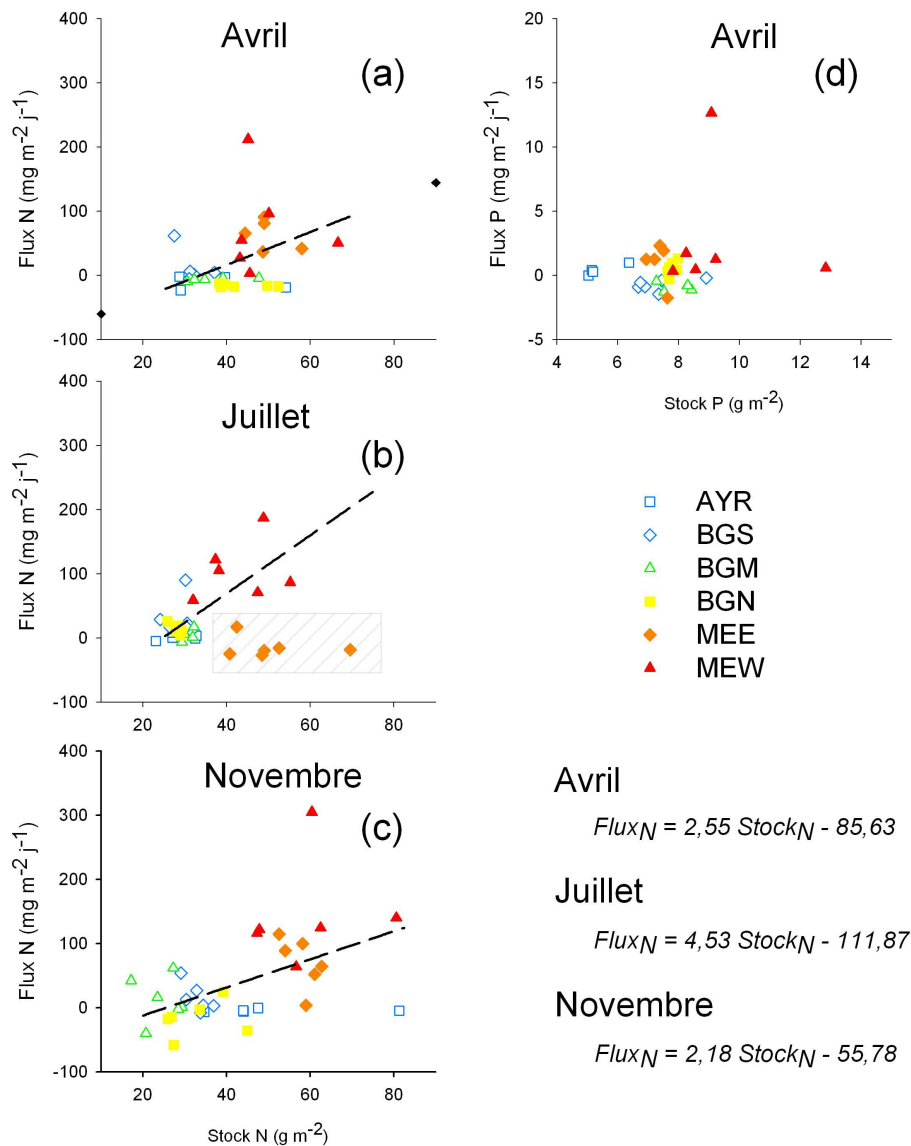 Avril
(a)
Flux N (mg m-2 j-1)
400
300
200
100
0
-100
20 40 60 80
Juillet
(b)
Flux N (mg m-2 j-1)
400
300
200
100
0
-100
20 40 60 80
Novembre
(c)
Flux N (mg m-2 j-1)
400
300
200
100
0
-100
20 40 60 80
Stock N (g m-2)
Avril
(d)
Flux P (mg m-2 j-1)
20
15
10
5
0
-5
4 6 8 10 12 14
Stock P (g m-2)
AYR
BGS
BGM
BGN
MEE
MEW
Avril
FluxN = 2,55 StockN - 85,63
Juillet
FluxN = 4,53 StockN - 111,87
Novembre
FluxN = 2,18 StockN - 55,78